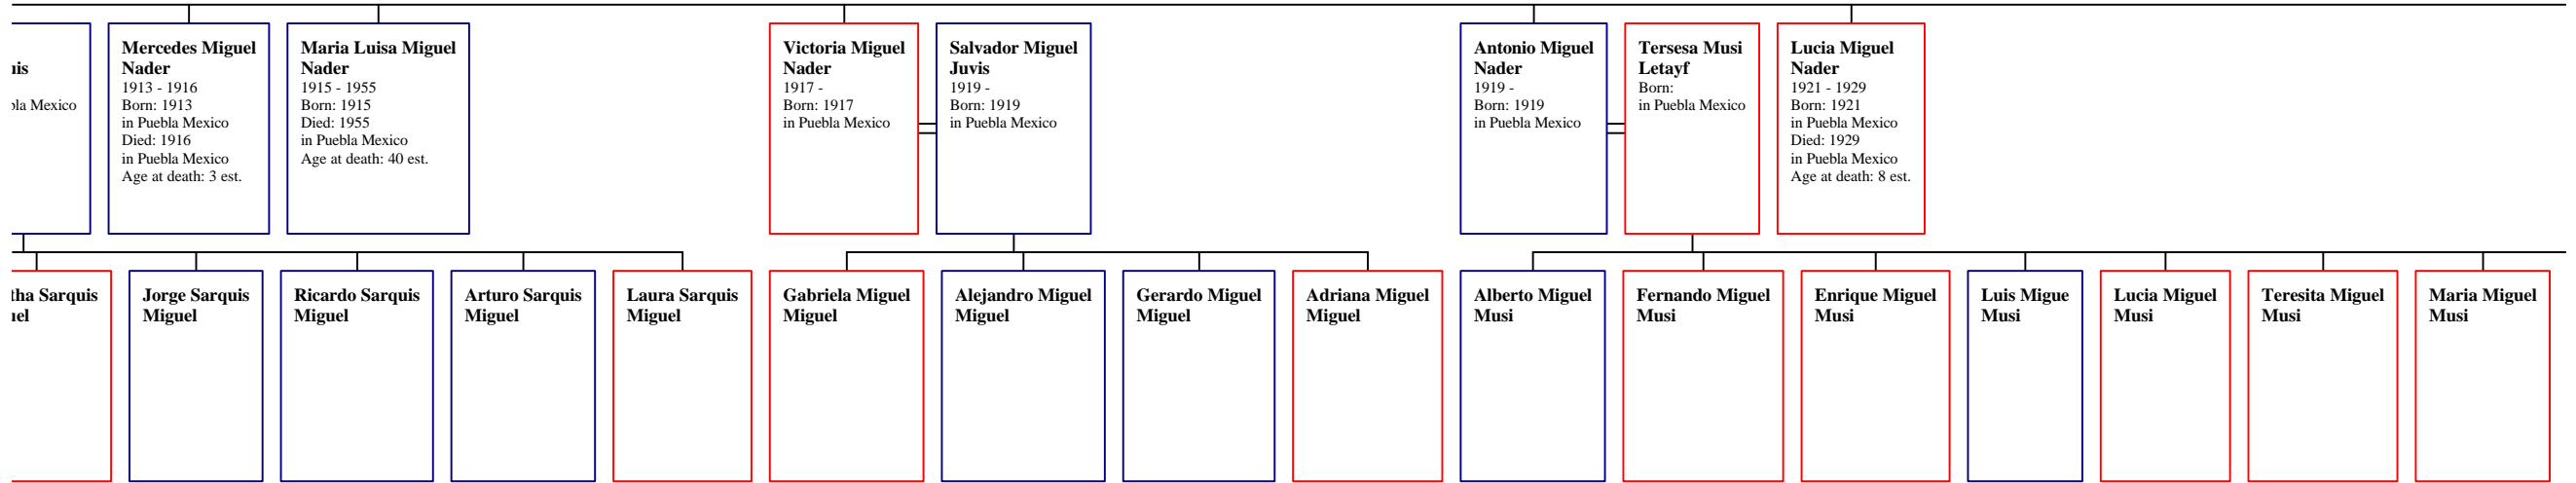 Mercedes Miguel
Nader
1913 - 1916
Born: 1913
in Puebla Mexico
Died: 1916
in Puebla Mexico
Age at death: 3 est.
Maria Luisa Miguel
Nader
1915 - 1955
Born: 1915
Died: 1955
in Puebla Mexico
Age at death: 40 est.
Victoria Miguel
Nader
1917 -
Born: 1917
in Puebla Mexico
Salvador Miguel
Juvis
1919 -
Born: 1919
in Puebla Mexico
Antonio Miguel
Nader
1919 -
Born: 1919
in Puebla Mexico
Tersesa Musi
Letayf
Born:
in Puebla Mexico
Lucia Miguel
Nader
1921 - 1929
Born: 1921
in Puebla Mexico
Died: 1929
in Puebla Mexico
Age at death: 8 est.
Mexico
Sarquis
Jorge Sarquis
Miguel
Ricardo Sarquis
Miguel
Arturo Sarquis
Miguel
Laura Sarquis
Miguel
Gabriela Miguel
Miguel
Alejandro Miguel
Miguel
Gerardo Miguel
Miguel
Adriana Miguel
Miguel
Alberto Miguel
Musi
Fernando Miguel
Musi
Enrique Miguel
Musi
Luis Migue
Musi
Lucia Miguel
Musi
Teresita Miguel
Musi
Maria Miguel
Musi